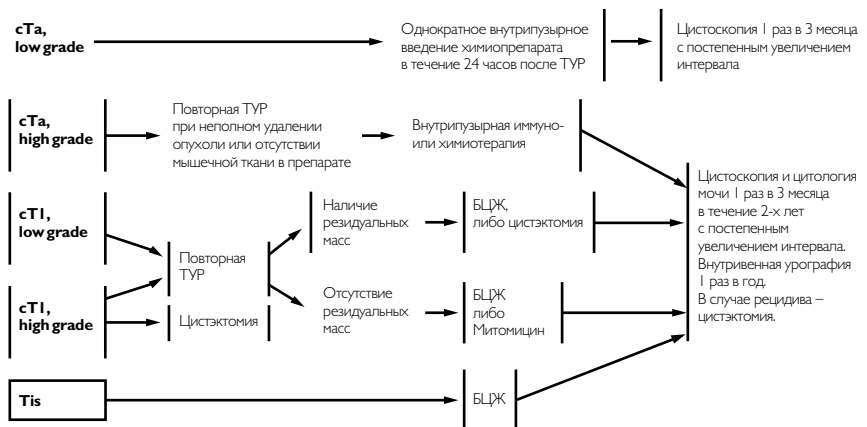 cTa,
low grade
Однократное внутрипузырное
введение химиопрепарата
в течение 24 часов после ТУР
Цистоскопия 1 раз в 3 месяца
с постепенным увеличением
интервала
cTa,
high grade
Повторная ТУР
при неполном удалении
опухоли или отсутствии
мышечной ткани в препарате
Внутрипузырная иммуно-
или химиотерапия
cT1,
low grade
cT1,
high grade
Повторная
ТУР
Цистэктомия
Наличие
резидуальных
масс
БЦЖ,
либо цистэктомия
Отсутствие
резидуальных
масс
БЦЖ
либо
Митомицин
Tis
БЦЖ
Цистоскопия и цитология
мочи 1 раз в 3 месяца
в течение 2-х лет
с постепенным
увеличением интервала.
Внутривенная урография
1 раз в год.
В случае рецидива –
цистэктомия.